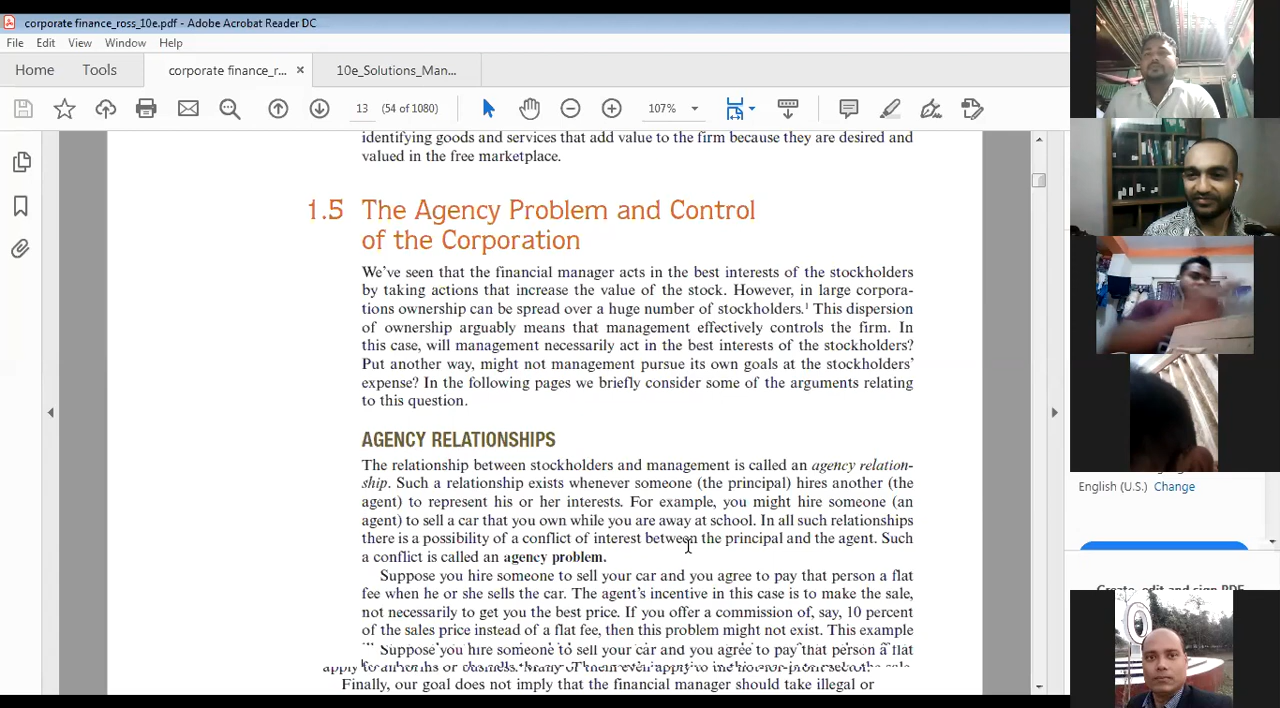 corporate finance_ross_10e.pdf - Adobe Acrobat Reader DC
File Edit View Window Help
Home Tools corporate finance_r... × 10e_Solutions_Man...
13 (54 of 1080) 107%
identifying goods and services that add value to the firm because they are desired and
valued in the free marketplace.
1.5 The Agency Problem and Control
of the Corporation
We've seen that the financial manager acts in the best interests of the stockholders
by taking actions that increase the value of the stock. However, in large corpora-
tions ownership can be spread over a huge number of stockholders.¹ This dispersion
of ownership arguably means that management effectively controls the firm. In
this case, will management necessarily act in the best interests of the stockholders?
Put another way, might not management pursue its own goals at the stockholders'
expense? In the following pages we briefly consider some of the arguments relating
to this question.
AGENCY RELATIONSHIPS
The relationship between stockholders and management is called an agency relation-
ship. Such a relationship exists whenever someone (the principal) hires another (the
agent) to represent his or her interests. For example, you might hire someone (an
agent) to sell a car that you own while you are away at school. In all such relationships
there is a possibility of a conflict of interest between the principal and the agent. Such
a conflict is called an agency problem.
Suppose you hire someone to sell your car and you agree to pay that person a flat
fee when he or she sells the car. The agent's incentive in this case is to make the sale,
not necessarily to get you the best price. If you offer a commission of, say, 10 percent
of the sales price instead of a flat fee, then this problem might not exist. This example
Suppose you hire someone to sell your car and you agree to pay that person a flat
Finally, our goal does not imply that the financial manager should take illegal or
English (U.S.) Change
Create, edit and sign PDF